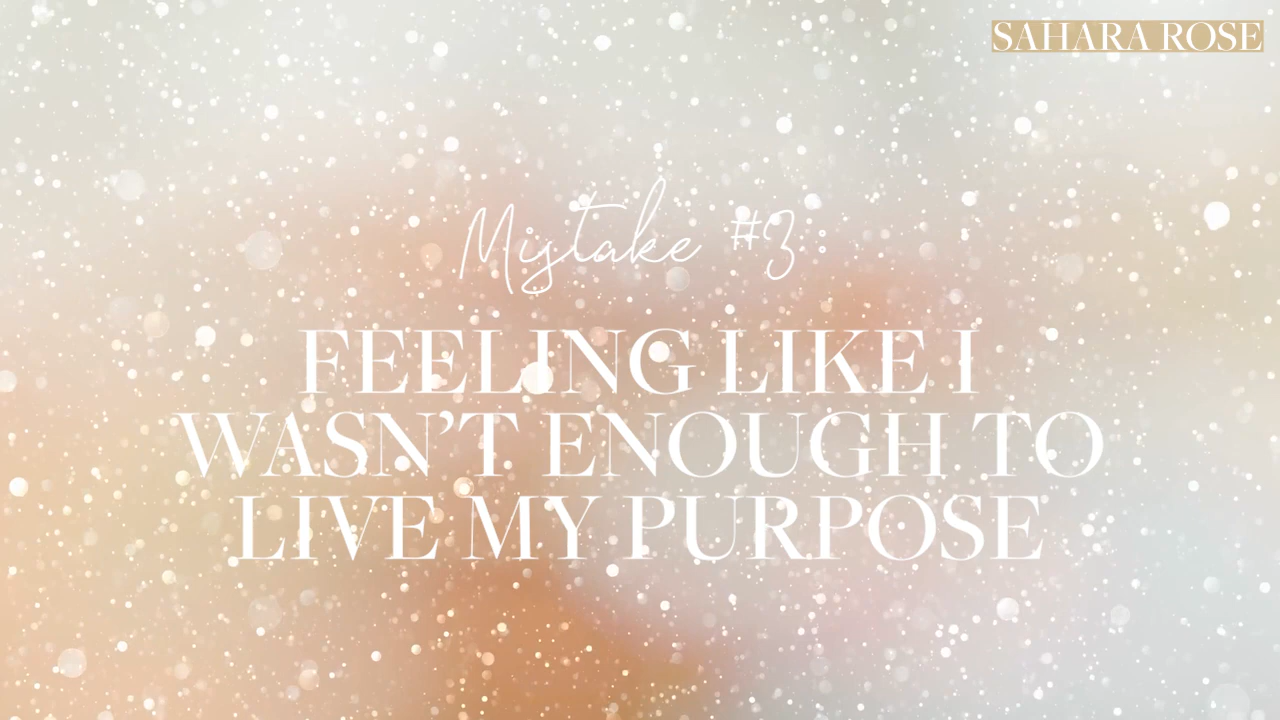 SAHARA ROSE
Mistake #3
FEELING LIKE I
WASN'T ENOUGH TO
LIVE MY PURPOSE